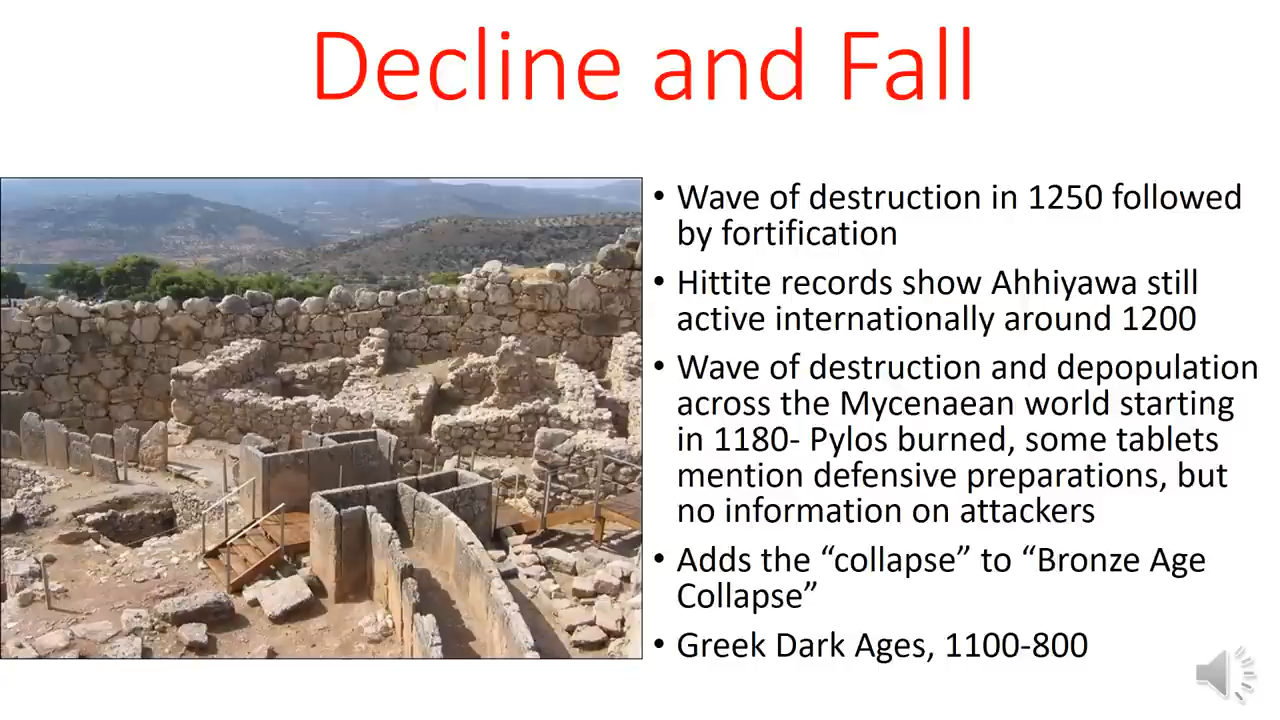 Decline and Fall
• Wave of destruction in 1250 followed
by fortification
• Hittite records show Ahhiyawa still
active internationally around 1200
• Wave of destruction and depopulation
across the Mycenaean world starting
in 1180- Pylos burned, some tablets
mention defensive preparations, but
no information on attackers
• Adds the “collapse” to “Bronze Age
Collapse”
• Greek Dark Ages, 1100-800